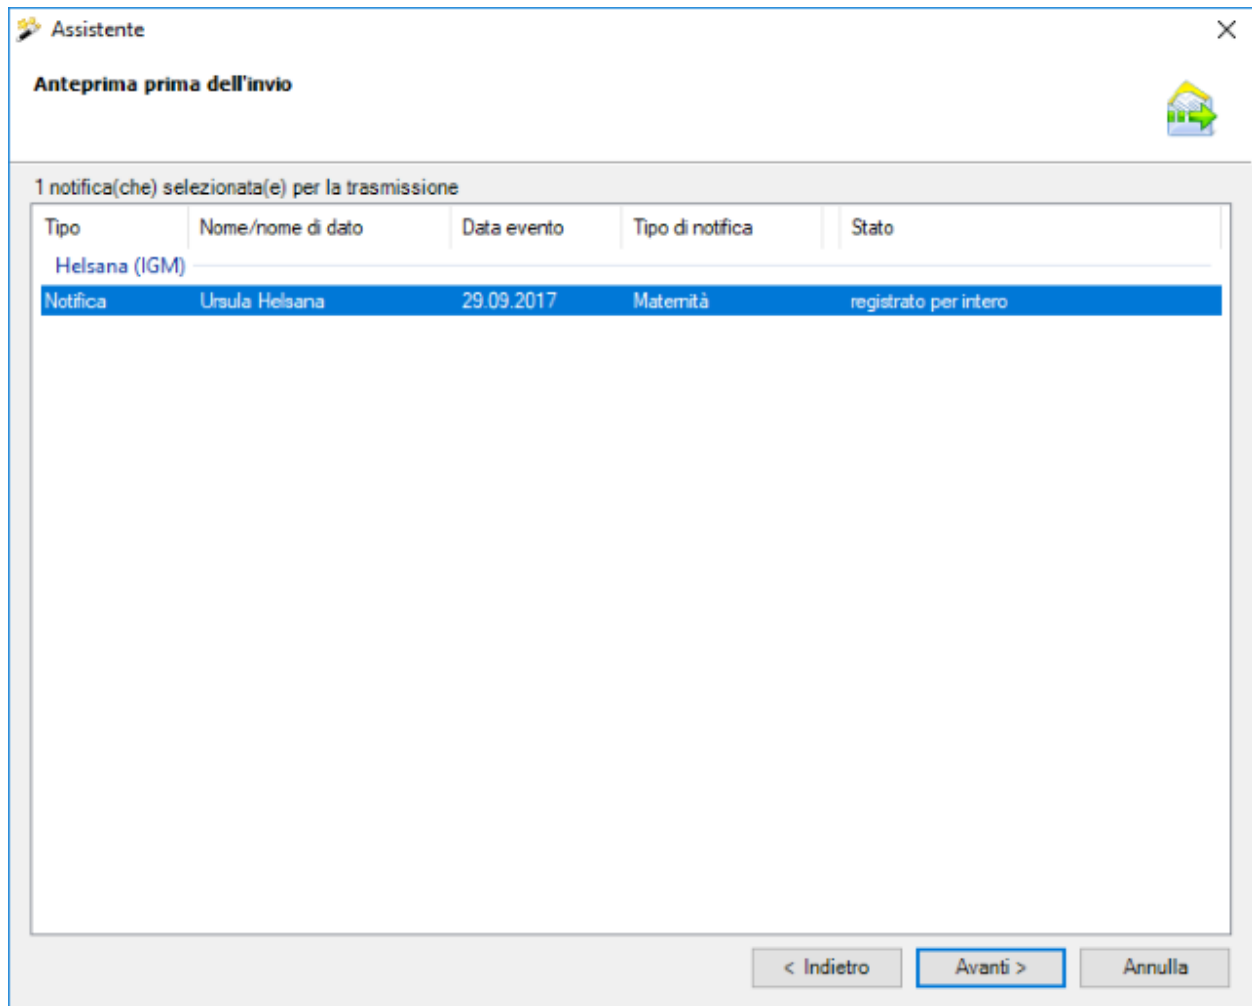 Assistente
Anteprima prima dell'invio
1 notifica(che) selezionata(e) per la trasmissione
Tipo Nome/nome di dato Data evento Tipo di notifica Stato
Helsana (IGM)
Notifica Ursula Helsana 29.09.2017 Maternità registrato per intero
< Indietro Avanti > Annulla